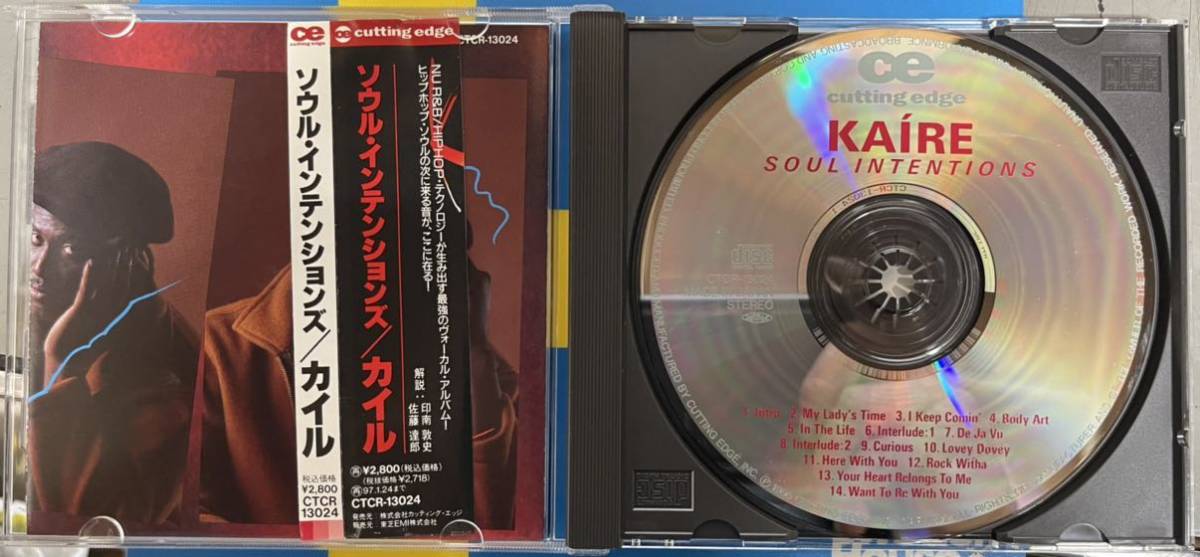 ce
cutting edge
ソウル・インテンションズ／カイル
税込価格
¥2,800
CTCR
13024
ce cutting edge
ソウル・インテンションズ／カイル
NU R&B/HIPHOP・テクノロジーが生み出す最強のヴォーカル・アルバムー
ヒップホップ・ソウルの次に来る音が、ここに在るー
解説：印南 敦史
佐藤 達郎
¥2,800(税込価格)
(税抜価格 ¥2,718)
97.1.24まで
CTCR-13024
発売元 株式会社カッティング・エッジ
販売元 東芝EMI株式会社
CTCR-13024
ce
cutting edge
KAÍRE
SOUL INTENTIONS
CTCR-13024
STEREO
1. Intro 2. My Lady's Time 3. I Keep Comin' 4. Body Art
5. In The Life 6. Interlude:1 7. De Ja Vu
8. Interlude:2 9. Curious 10. Lovey Dovey
11. Here With You 12. Rock Witha
13. Your Heart Belongs To Me
14. Want To Be With You
MANUFACTURED BY CUTTING EDGE, INC.